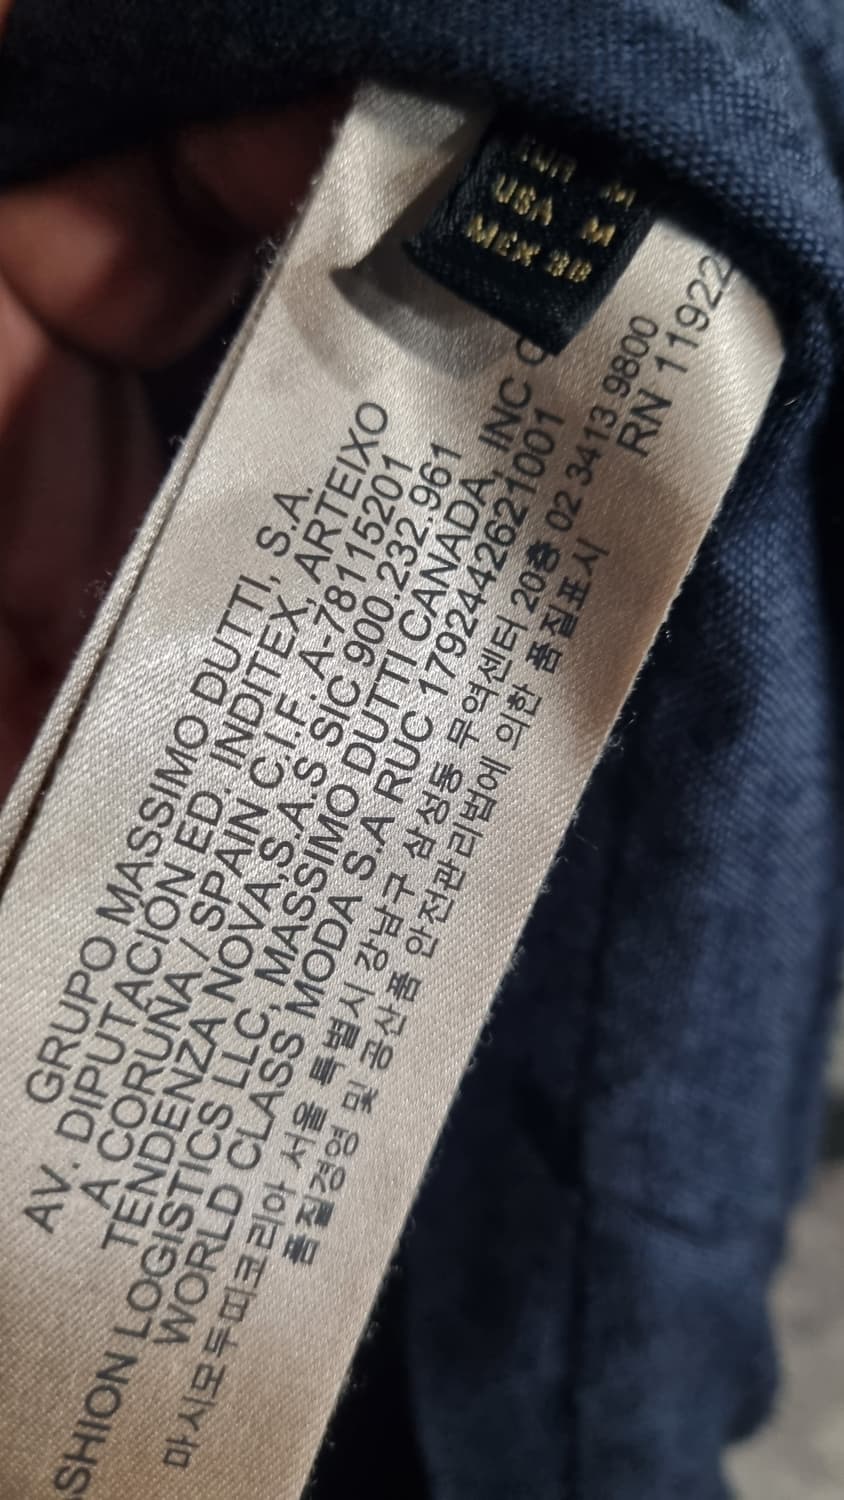 EUR M
USA M
MEX 38
GRUPO MASSIMO DUTTI, S.A.
AV. DIPUTACIÓN ED. INDITEX, ARTEIXO
A CORUÑA / SPAIN C.I.F. A-78115201
TENDENZA NOVA,S.A.S SIC 900.232.961
SHION LOGISTICS LLC, MASSIMO DUTTI CANADA, INC
WORLD CLASS MODA S.A RUC 1792442621001
마시모두띠코리아 서울 특별시 강남구 삼성동 무역센터 20층 02 3413 9800
품질경영 및 공산품 안전관리법에 의한 품질표시
RN 11922